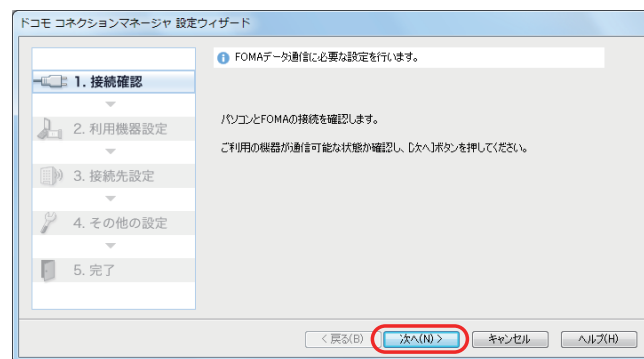 ドコモ コネクションマネージャ 設定ウィザード
FOMAデータ通信に必要な設定を行います。
1. 接続確認
2. 利用機器設定
3. 接続先設定
4. その他の設定
5. 完了
パソコンとFOMAの接続を確認します。
ご利用の機器が通信可能な状態か確認し、[次へ]ボタンを押してください。
< 戻る(B)
次へ(N) >
キャンセル
ヘルプ(H)